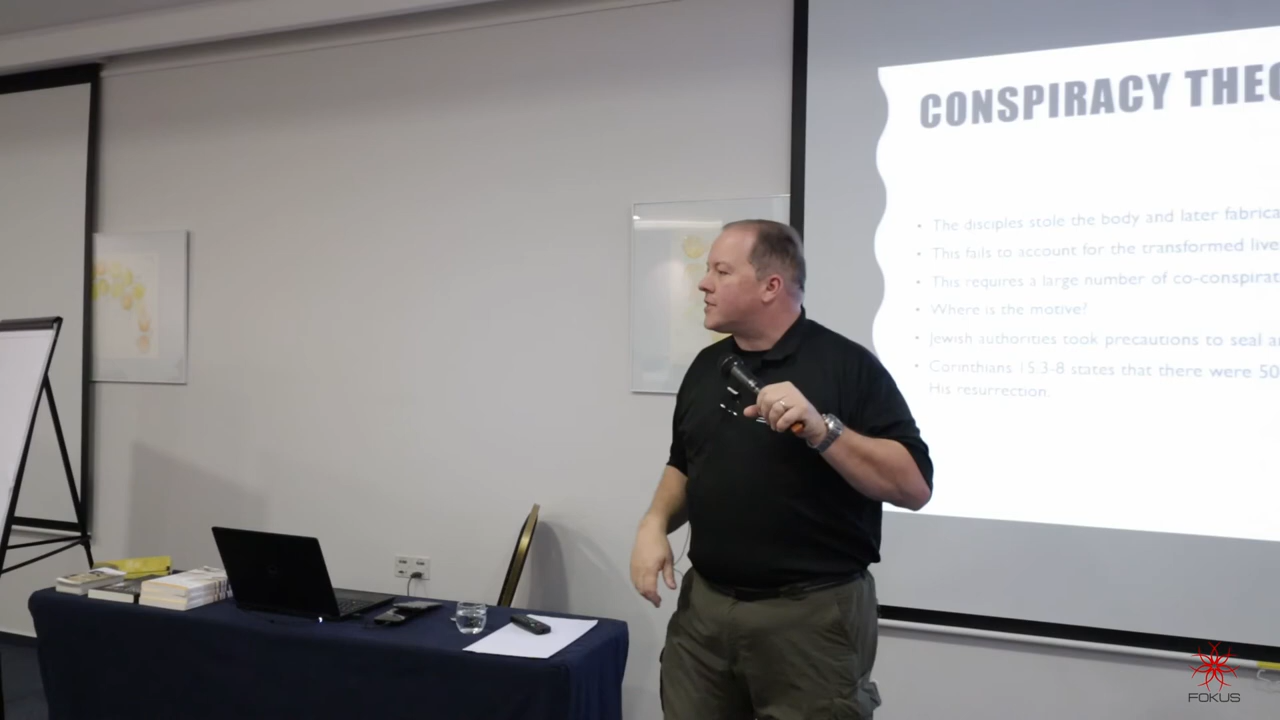 CONSPIRACY THEO
• The disciples stole the body and later fabrica
• This fails to account for the transformed live
• This requires a large number of co-conspirat
• Where is the motive?
• Jewish authorities took precautions to seal a
• Corinthians 15:3-8 states that there were 50
His resurrection.
FOKUS